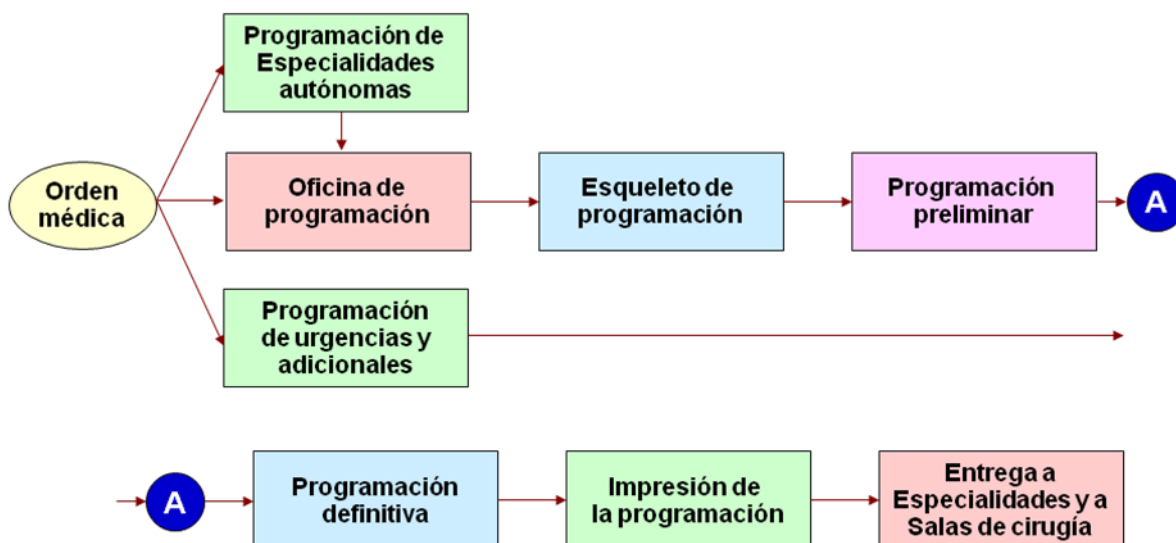 Programación de
Especialidades
autónomas
Orden
médica
Oficina de
programación
Esqueleto de
programación
Programación
preliminar
A
Programación
de urgencias y
adicionales
A
Programación
definitiva
Impresión de
la programación
Entrega a
Especialidades y a
Salas de cirugía